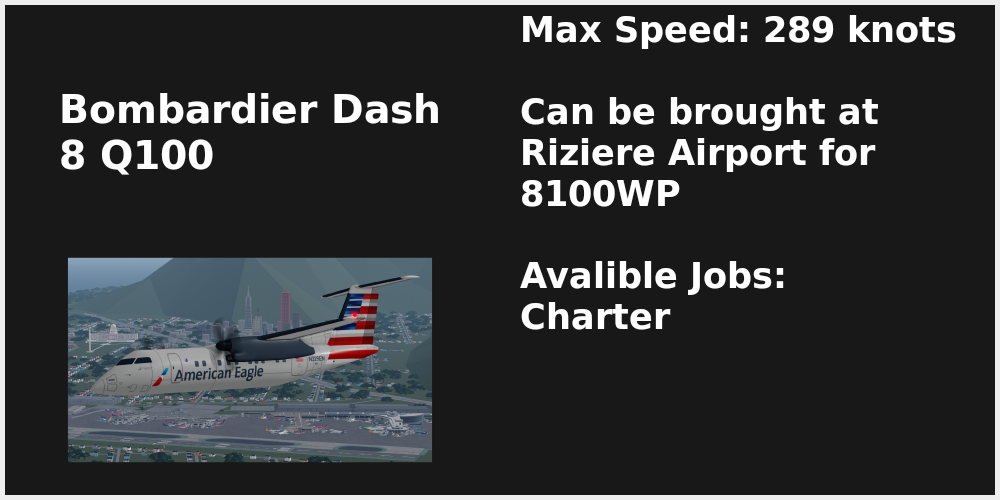 Bombardier Dash
8 Q100
American Eagle
Max Speed: 289 knots
Can be brought at
Riziere Airport for
8100WP
Avalible Jobs:
Charter